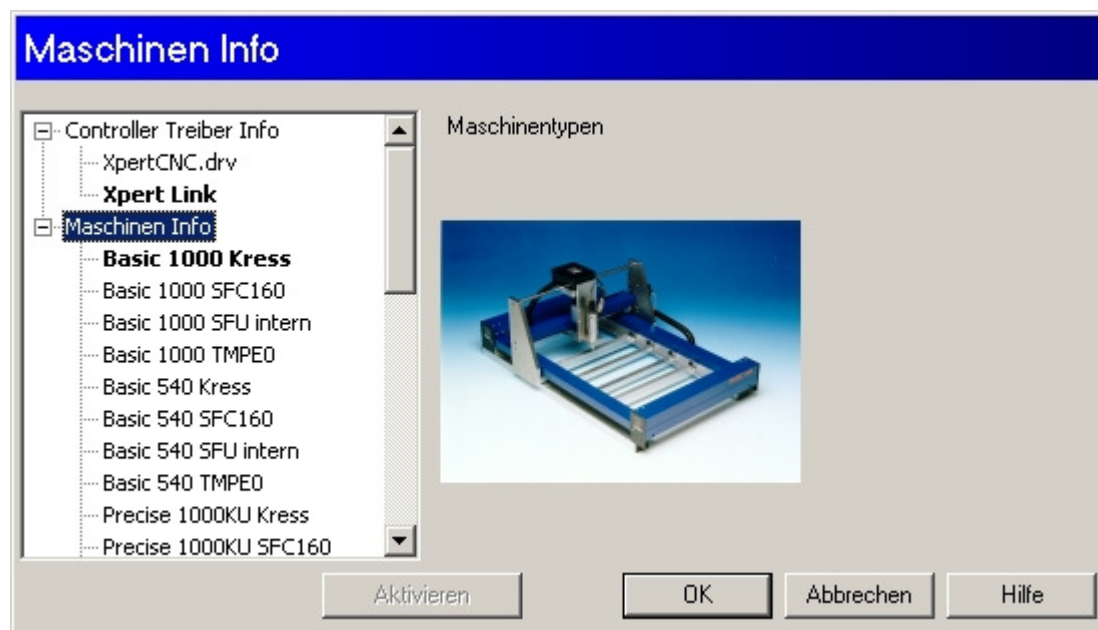 Maschinen Info
Controller Treiber Info
XpertCNC.drv
Xpert Link
Maschinen Info
Basic 1000 Kress
Basic 1000 SFC160
Basic 1000 SFU intern
Basic 1000 TMPE0
Basic 540 Kress
Basic 540 SFC160
Basic 540 SFU intern
Basic 540 TMPE0
Precise 1000KU Kress
Precise 1000KU SFC160
Maschinentypen
Aktivieren
OK
Abbrechen
Hilfe